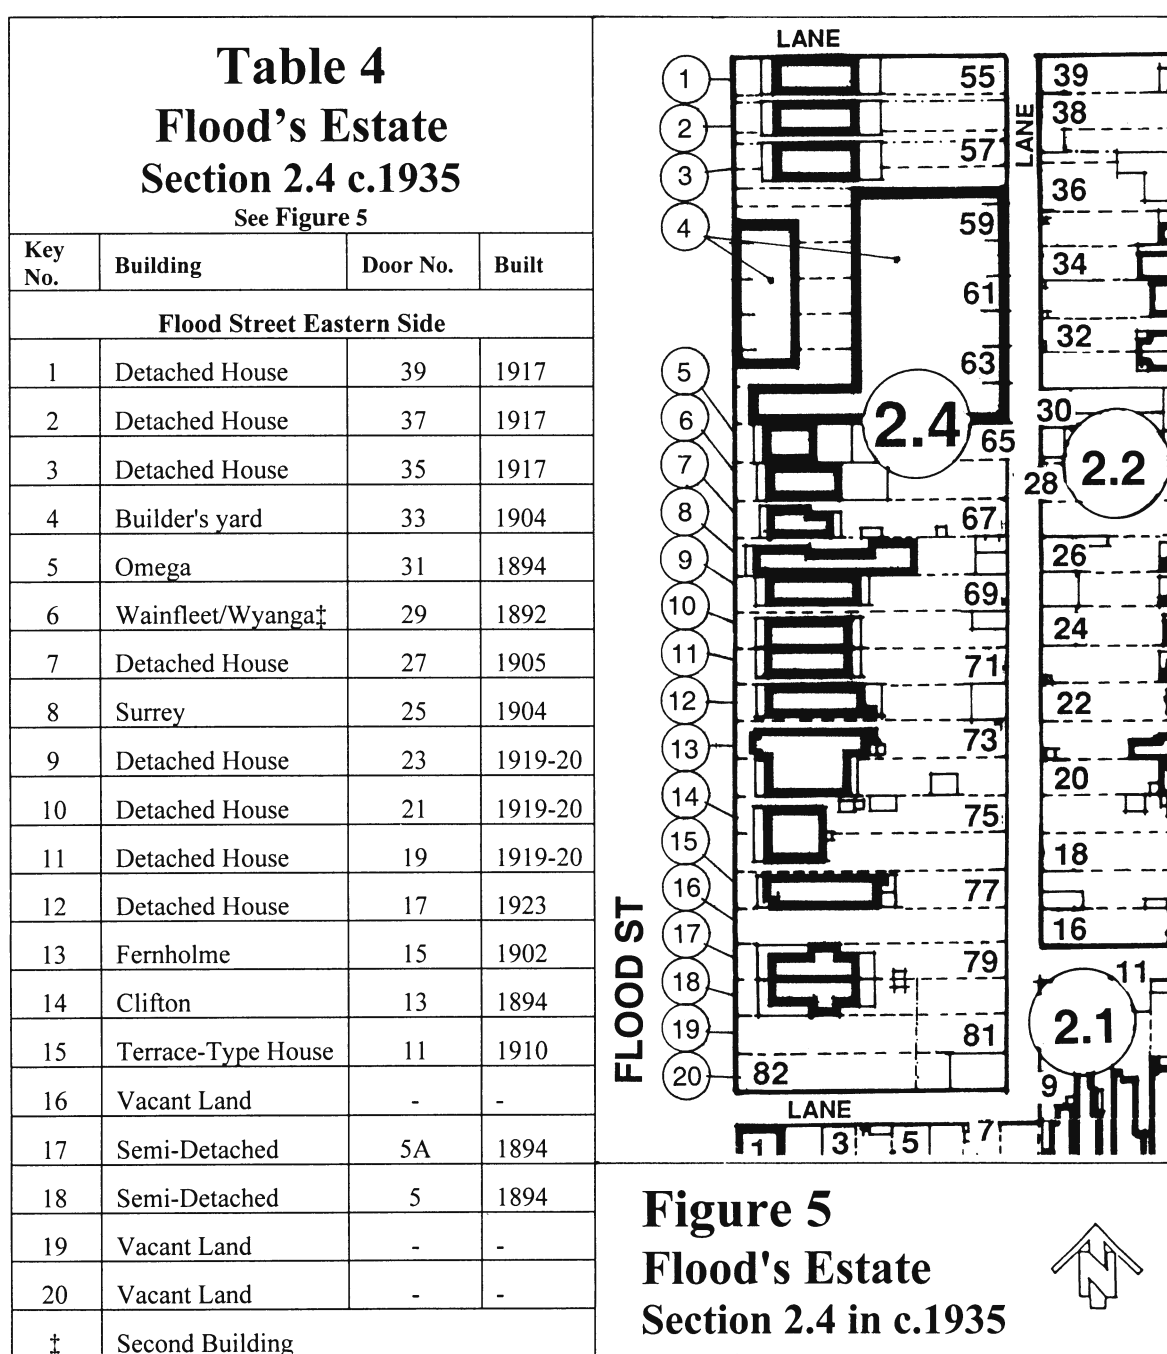 Table 4
Flood's Estate
Section 2.4 c.1935
See Figure 5
Key No. Building Door No. Built
Flood Street Eastern Side
1 Detached House 39 1917
2 Detached House 37 1917
3 Detached House 35 1917
4 Builder's yard 33 1904
5 Omega 31 1894
6 Wainfleet/Wyanga‡ 29 1892
7 Detached House 27 1905
8 Surrey 25 1904
9 Detached House 23 1919-20
10 Detached House 21 1919-20
11 Detached House 19 1919-20
12 Detached House 17 1923
13 Fernholme 15 1902
14 Clifton 13 1894
15 Terrace-Type House 11 1910
16 Vacant Land - -
17 Semi-Detached 5A 1894
18 Semi-Detached 5 1894
19 Vacant Land - -
20 Vacant Land - -
‡ Second Building
LANE
1 55 39
2 LANE 38
3 57
36
4 59
34
61
32
5 63
6 2.4 30
65 2.2
7 28
8 67
9 26
10 69
24
11 71
12 22
13 73
20
14 75
15 18
16 77
16
17 79
18 11
FLOOD ST
19 81 2.1
20 82 9
LANE
1 3 5 7
Figure 5
Flood's Estate
Section 2.4 in c.1935
N